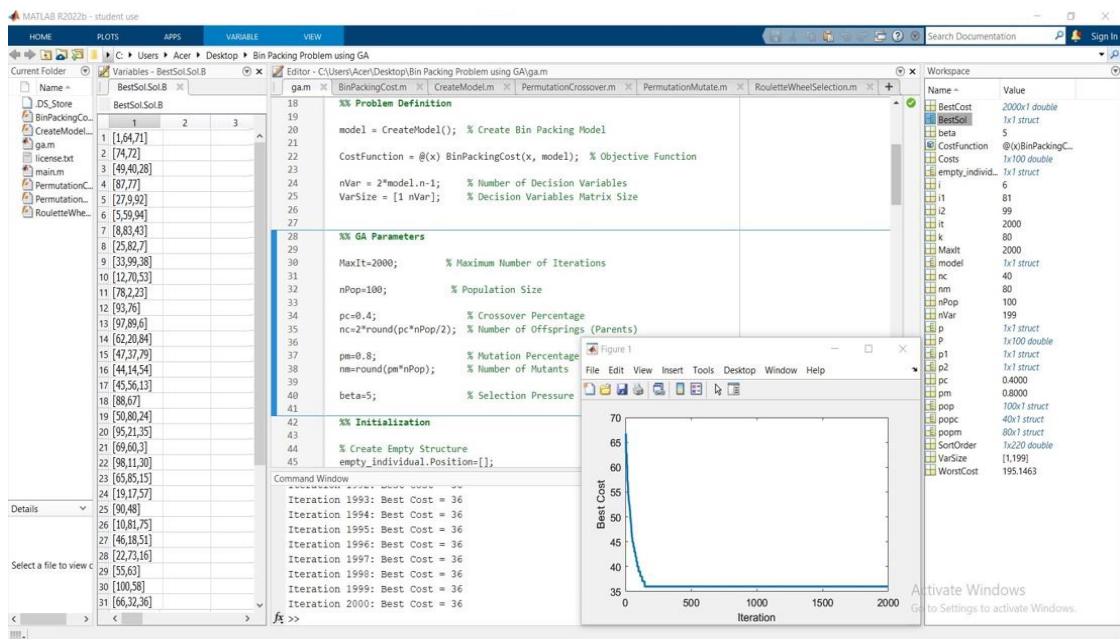 MATLAB R2022b - student use
HOME PLOTS APPS VARIABLE VIEW
Search Documentation
Sign In
C: Users Acer Desktop Bin Packing Problem using GA
Current Folder
Name
.DS_Store
BinPackingCo...
CreateModel...
ga.m
license.txt
main.m
PermutationC...
Permutation...
RouletteWhe...
Details
Select a file to view c
Variables - BestSol.Sol.B
BestSol.Sol.B
BestSol.Sol.B
1 2 3
1 [1,64,71]
2 [74,72]
3 [49,40,28]
4 [87,77]
5 [27,9,92]
6 [5,59,94]
7 [8,83,43]
8 [25,82,7]
9 [33,99,38]
10 [12,70,53]
11 [78,2,23]
12 [93,76]
13 [97,89,6]
14 [62,20,84]
15 [47,37,79]
16 [44,14,54]
17 [45,56,13]
18 [88,67]
19 [50,80,24]
20 [95,21,35]
21 [69,60,3]
22 [98,11,30]
23 [65,85,15]
24 [19,17,57]
25 [90,48]
26 [10,81,75]
27 [46,18,51]
28 [22,73,16]
29 [55,63]
30 [100,58]
31 [66,32,36]
Editor - C:\Users\Acer\Desktop\Bin Packing Problem using GA\ga.m
ga.m BinPackingCost.m CreateModel.m PermutationCrossover.m PermutationMutate.m RouletteWheelSelection.m
18 %% Problem Definition
19
20 model = CreateModel(); % Create Bin Packing Model
21
22 CostFunction = @(x) BinPackingCost(x, model); % Objective Function
23
24 nVar = 2*model.n-1; % Number of Decision Variables
25 VarSize = [1 nVar]; % Decision Variables Matrix Size
26
27
28 %% GA Parameters
29
30 MaxIt=2000; % Maximum Number of Iterations
31
32 nPop=100; % Population Size
33
34 pc=0.4; % Crossover Percentage
35 nc=2*round(pc*nPop/2); % Number of Offsprings (Parents)
36
37 pm=0.8; % Mutation Percentage
38 nm=round(pm*nPop); % Number of Mutants
39
40 beta=5; % Selection Pressure
41
42 %% Initialization
43
44 % Create Empty Structure
45 empty_individual.Position=[];
Command Window
Iteration 1993: Best Cost = 36
Iteration 1994: Best Cost = 36
Iteration 1995: Best Cost = 36
Iteration 1996: Best Cost = 36
Iteration 1997: Best Cost = 36
Iteration 1998: Best Cost = 36
Iteration 1999: Best Cost = 36
Iteration 2000: Best Cost = 36
fx >>
Figure 1
File Edit View Insert Tools Desktop Window Help
70
65
60
55
50
45
40
35
Best Cost
0 500 1000 1500 2000
Iteration
Workspace
Name Value
BestCost 2000x1 double
BestSol 1x1 struct
beta 5
CostFunction @(x)BinPackingC...
Costs 1x100 double
empty_individ... 1x1 struct
i 6
i1 81
i2 99
it 2000
k 80
MaxIt 2000
model 1x1 struct
nc 40
nm 80
nPop 100
nVar 199
p 1x1 struct
P 1x100 double
p1 1x1 struct
p2 1x1 struct
pc 0.4000
pm 0.8000
pop 100x1 struct
popc 40x1 struct
popm 80x1 struct
SortOrder 1x220 double
VarSize [1,199]
WorstCost 195.1463
Activate Windows
Go to Settings to activate Windows.